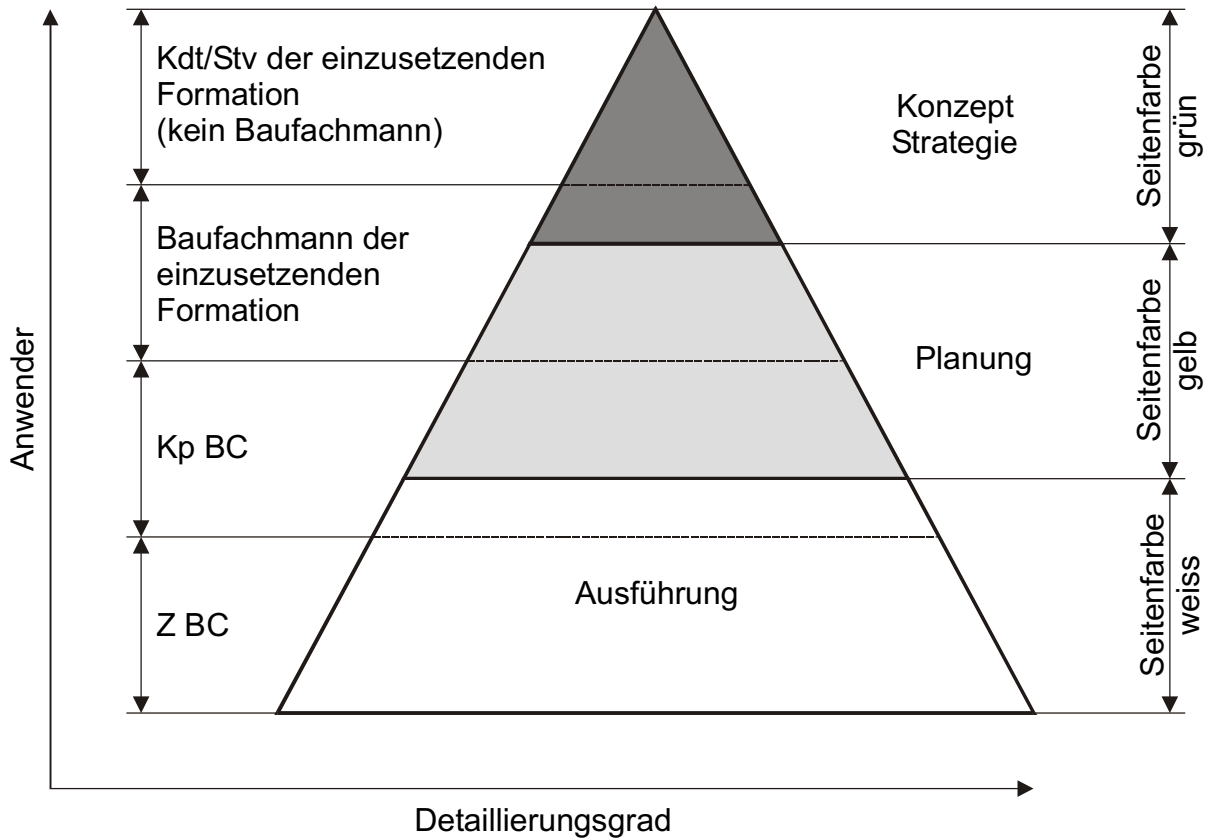 Kdt/Stv der einzusetzenden
Formation
(kein Baufachmann)
Konzept
Strategie
Seitenfarbe
grün
Baufachmann der
einzusetzenden
Formation
Planung
Seitenfarbe
gelb
Anwender
Kp BC
Z BC
Ausführung
Seitenfarbe
weiss
Detaillierungsgrad